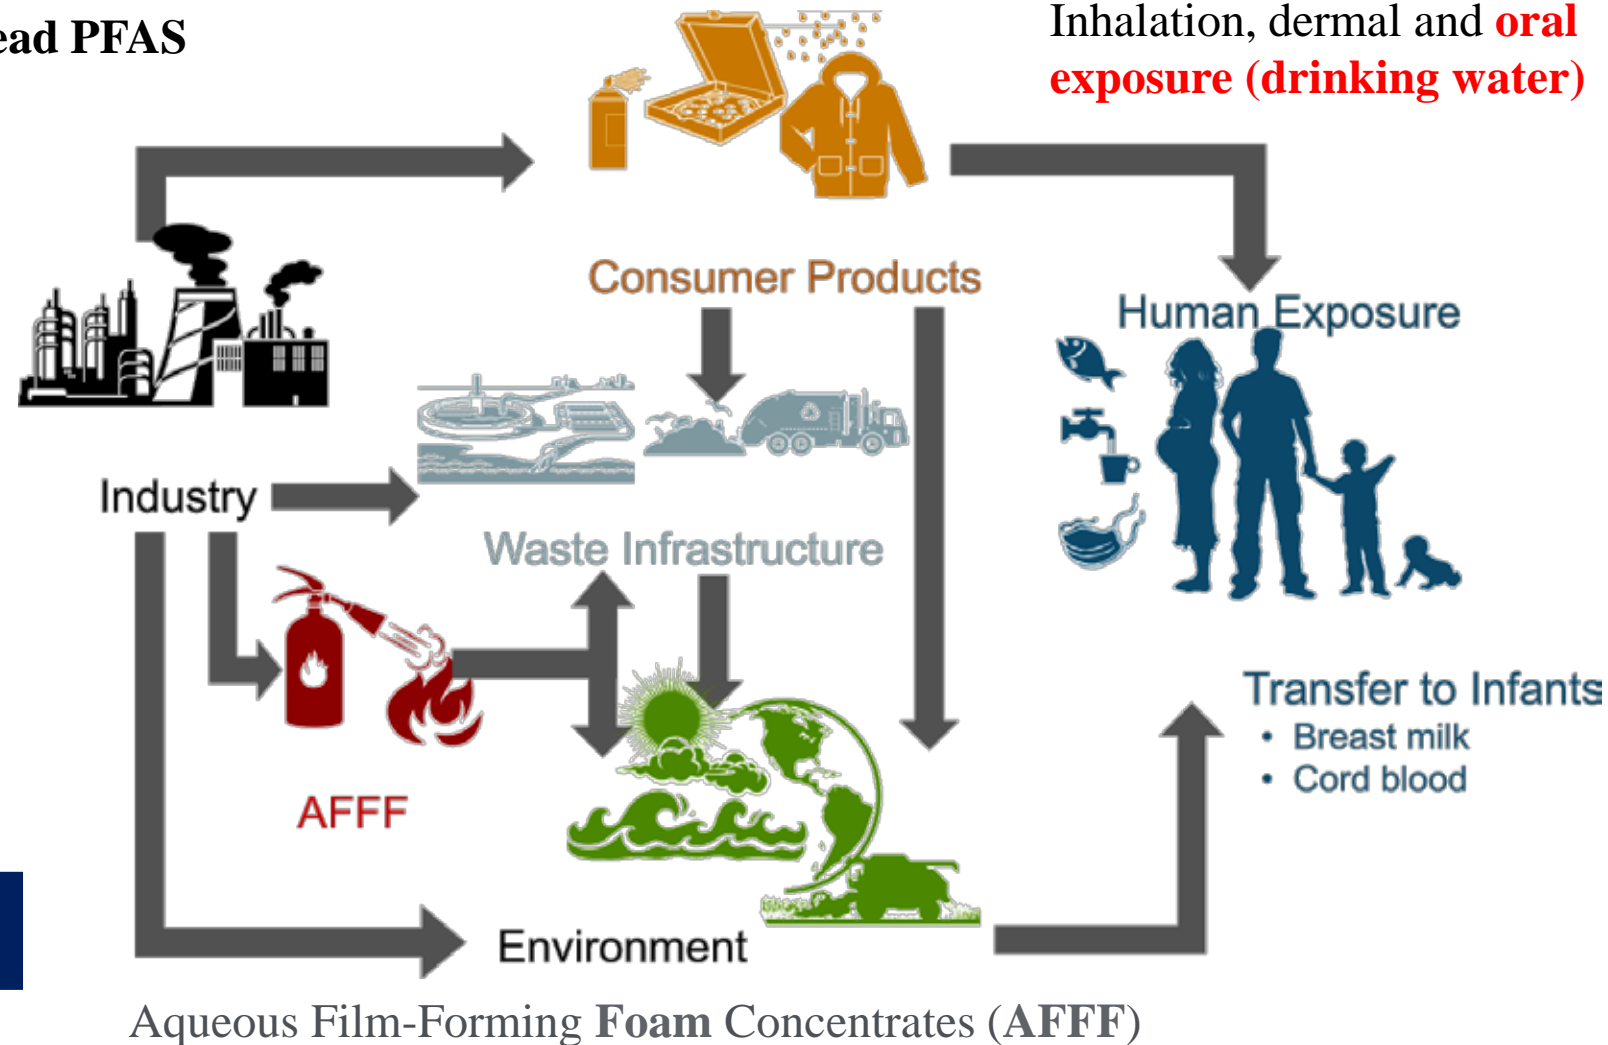 ead PFAS
Inhalation, dermal and oral
exposure (drinking water)
Consumer Products
Human Exposure
Industry
Waste Infrastructure
Transfer to Infants
• Breast milk
• Cord blood
AFFF
Environment
Aqueous Film-Forming Foam Concentrates (AFFF)